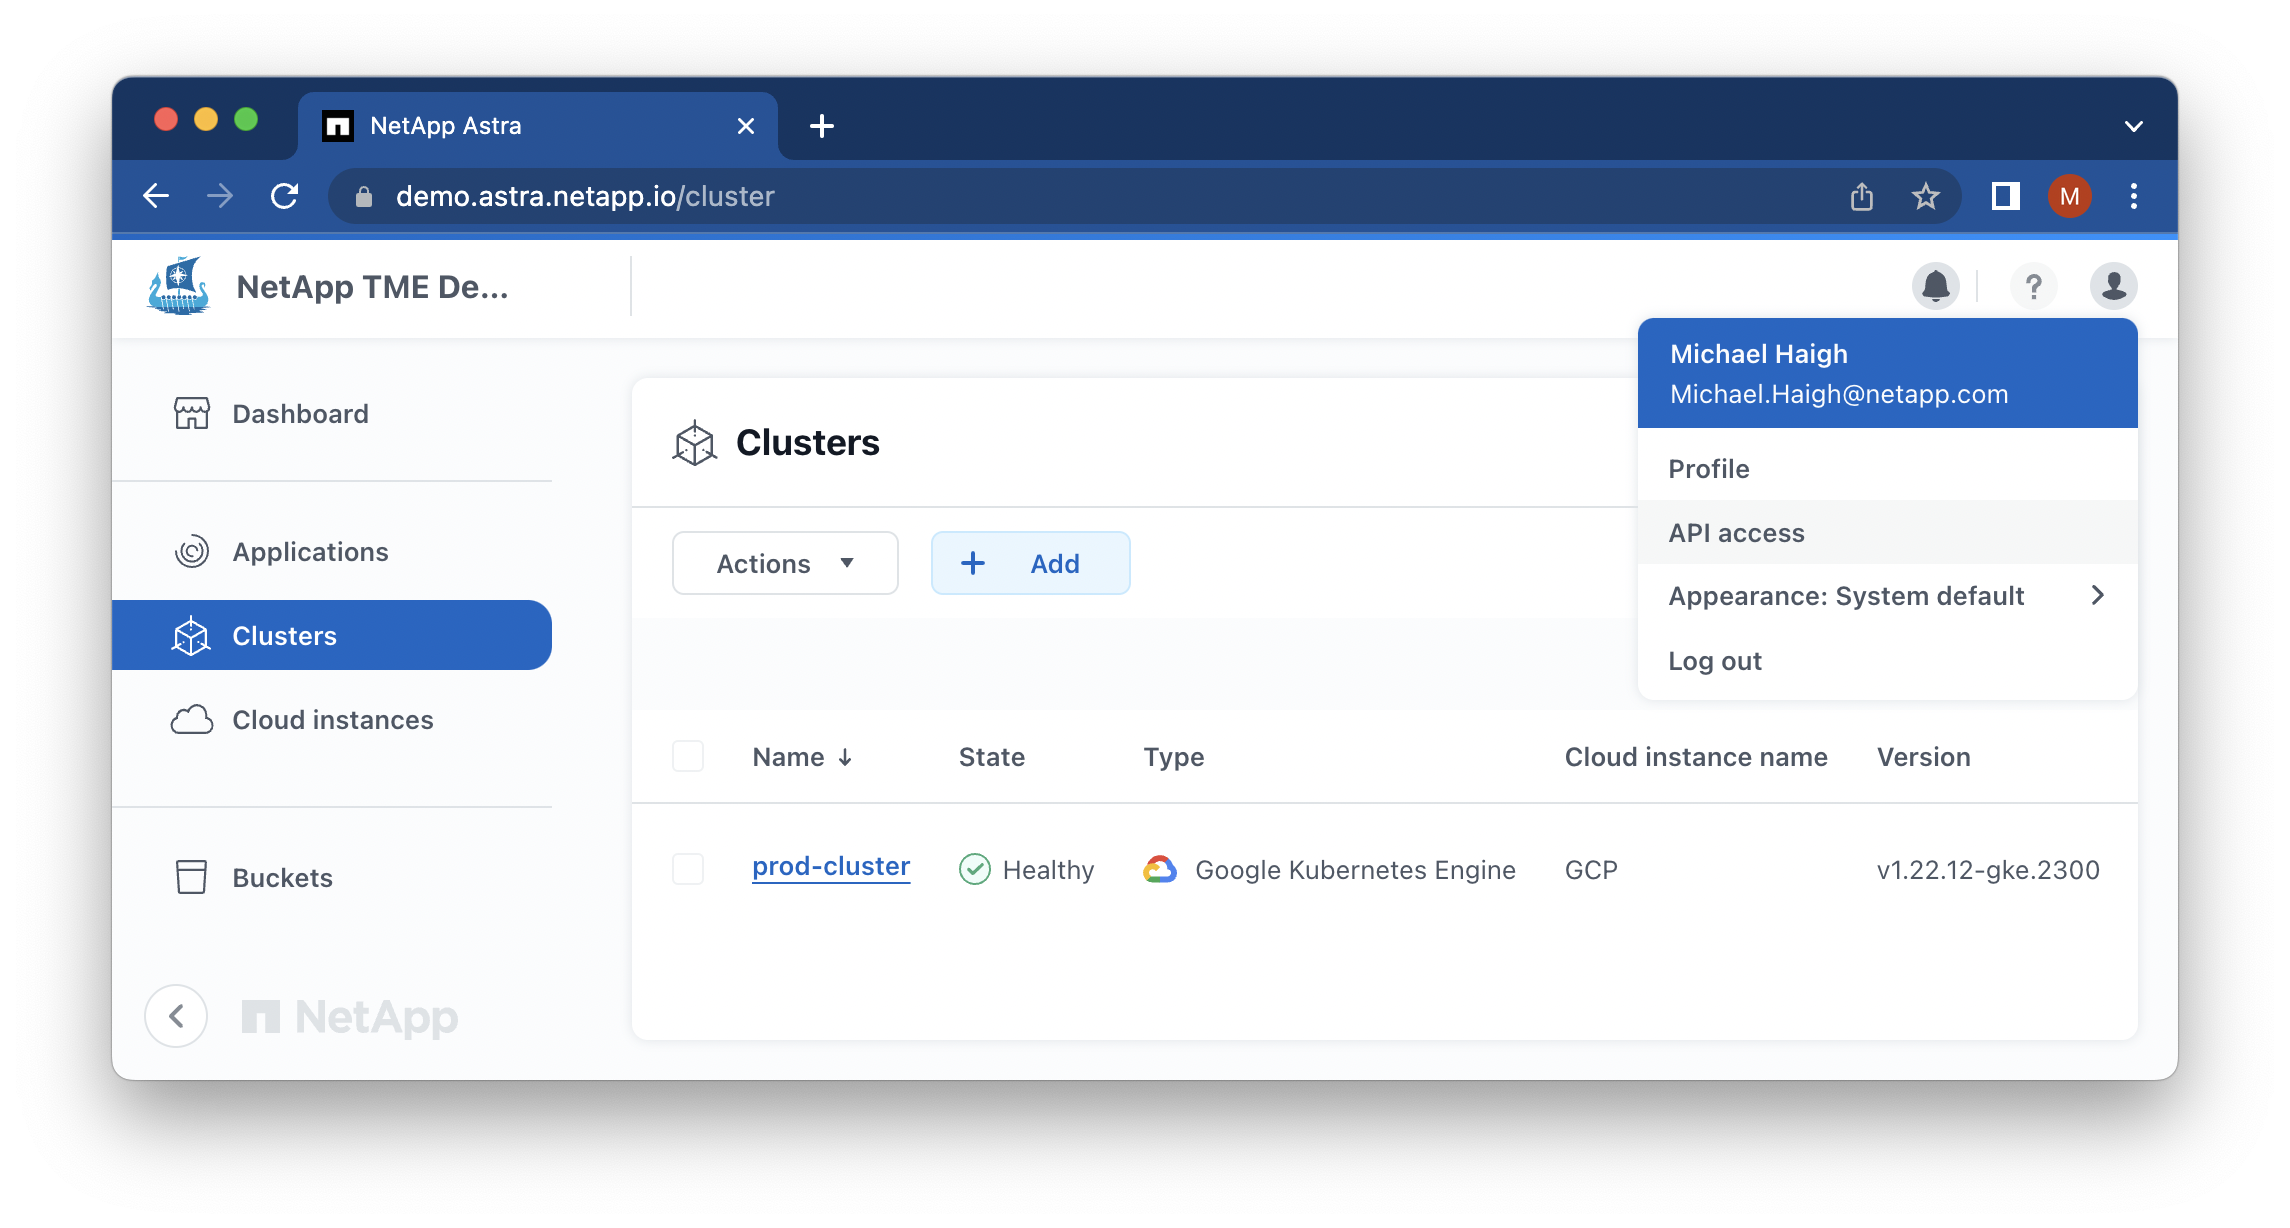 NetApp Astra
demo.astra.netapp.io/cluster
M
NetApp TME De...
?
Michael Haigh
Michael.Haigh@netapp.com
Profile
API access
Appearance: System default
Log out
Dashboard
Applications
Clusters
Cloud instances
Buckets
NetApp
Clusters
Actions
+ Add
Name ↓ State Type Cloud instance name Version
prod-cluster Healthy Google Kubernetes Engine GCP v1.22.12-gke.2300